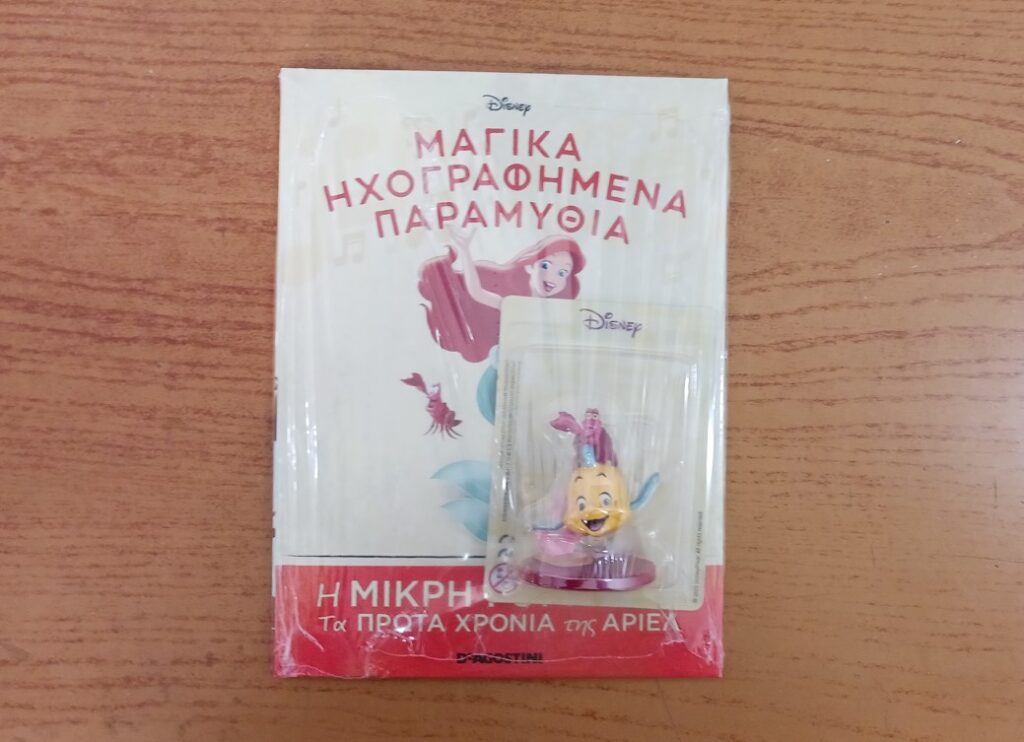 Disney
ΜΑΓΙΚΑ
ΗΧΟΓΡΑΦΗΜΕΝΑ
ΠΑΡΑΜΥΘΙΑ
Disney
Η ΜΙΚΡΗ
Τα ΠΡΩΤΑ ΧΡΟΝΙΑ της ΑΡΙΕΛ
DeAGOSTINI